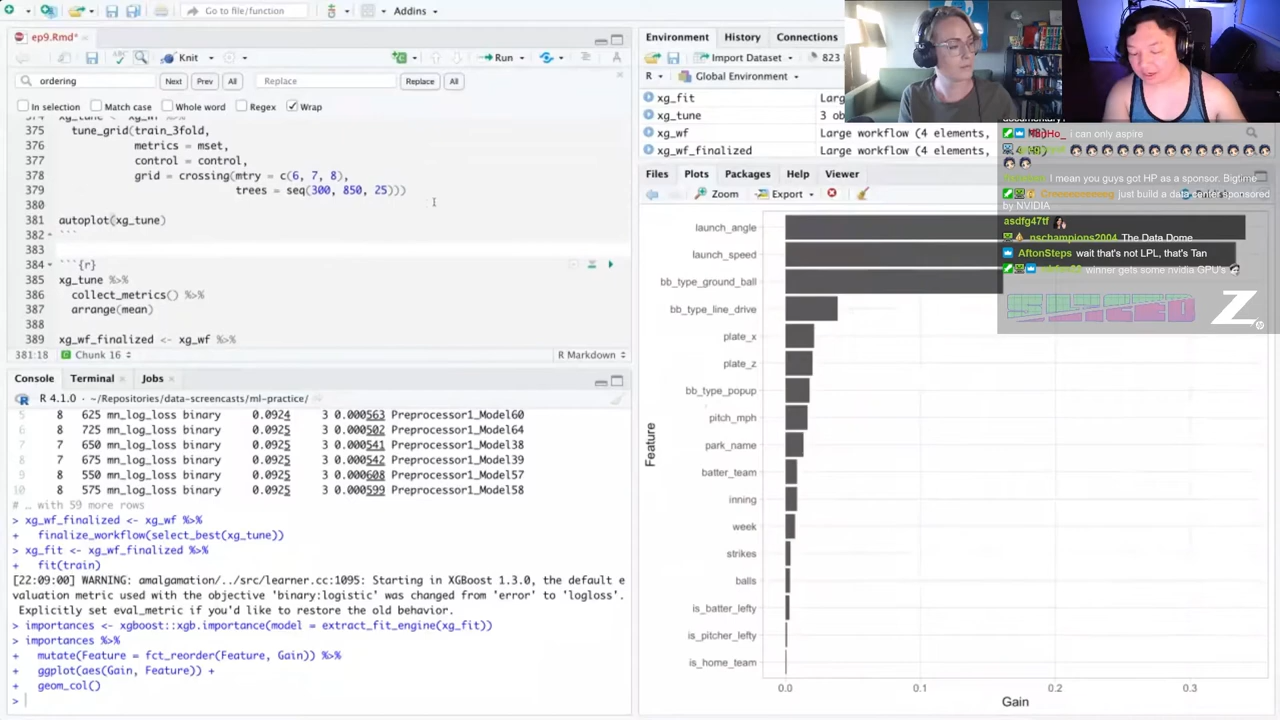 Go to file/function
Addins
ep9.Rmd*
Knit
Run
ordering
Next
Prev
All
Replace
Replace
All
In selection
Match case
Whole word
Regex
Wrap
375 tune_grid(train_3fold,
376 metrics = mset,
377 control = control,
378 grid = crossing(mtry = c(6, 7, 8),
379 trees = seq(300, 850, 25)))
380
381 autoplot(xg_tune)
382 ```
383
384 ```{r}
385 xg_tune %>%
386 collect_metrics() %>%
387 arrange(mean)
388
389 xg_wf_finalized <- xg_wf %>%
381:18 Chunk 16 R Markdown
Console Terminal Jobs
R 4.1.0 · ~/Repositories/data-screencasts/ml-practice/
5 8 625 mn_log_loss binary 0.0924 3 0.000563 Preprocessor1_Model60
6 8 725 mn_log_loss binary 0.0925 3 0.000502 Preprocessor1_Model64
7 7 650 mn_log_loss binary 0.0925 3 0.000541 Preprocessor1_Model38
8 7 675 mn_log_loss binary 0.0925 3 0.000542 Preprocessor1_Model39
9 8 550 mn_log_loss binary 0.0925 3 0.000608 Preprocessor1_Model57
10 8 575 mn_log_loss binary 0.0925 3 0.000599 Preprocessor1_Model58
# … with 59 more rows
> xg_wf_finalized <- xg_wf %>%
+ finalize_workflow(select_best(xg_tune))
> xg_fit <- xg_wf_finalized %>%
+ fit(train)
[22:09:00] WARNING: amalgamation/../src/learner.cc:1095: Starting in XGBoost 1.3.0, the default e
valuation metric used with the objective 'binary:logistic' was changed from 'error' to 'logloss'.
Explicitly set eval_metric if you'd like to restore the old behavior.
> importances <- xgboost::xgb.importance(model = extract_fit_engine(xg_fit))
> importances %>%
+ mutate(Feature = fct_reorder(Feature, Gain)) %>%
+ ggplot(aes(Gain, Feature)) +
+ geom_col()
>
Environment History Connections
Import Dataset 823
R Global Environment
xg_fit
xg_tune 3 ob
xg_wf Large workflow (4 elements,
xg_wf_finalized Large workflow (4 elements,
Files Plots Packages Help Viewer
Zoom Export
launch_angle
launch_speed
bb_type_ground_ball
bb_type_line_drive
plate_x
plate_z
bb_type_popup
pitch_mph
park_name
batter_team
inning
week
strikes
balls
is_batter_lefty
is_pitcher_lefty
is_home_team
Feature
0.0 0.1 0.2 0.3
Gain
i can only aspire
I mean you guys got HP as a sponsor. Bigtime
just build a data center sponsored
by NVIDIA
asdfg47tf
nschampions2004 The Data Dome
AftonSteps wait that's not LPL, that's Tan
winner gets some nvidia GPU's
SLICED
Z